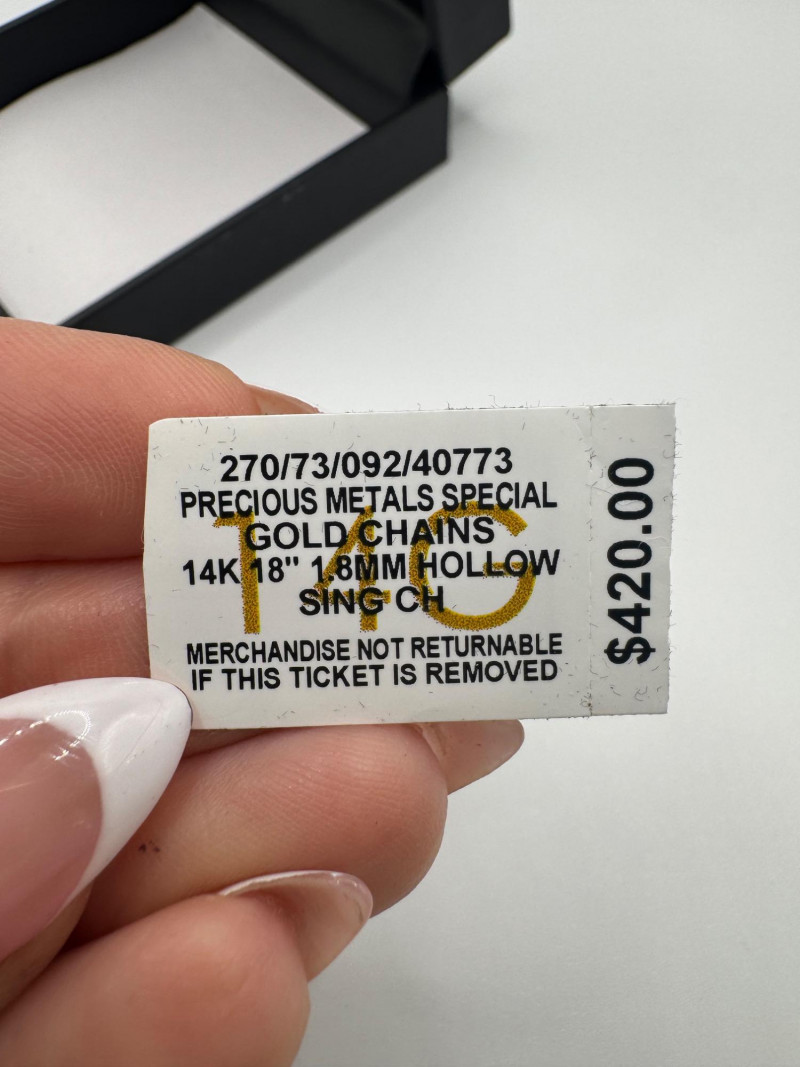 270/73/092/40773
PRECIOUS METALS SPECIAL
GOLD CHAINS
14K 18" 1.8MM HOLLOW
SING CH
14G
MERCHANDISE NOT RETURNABLE
IF THIS TICKET IS REMOVED
$420.00